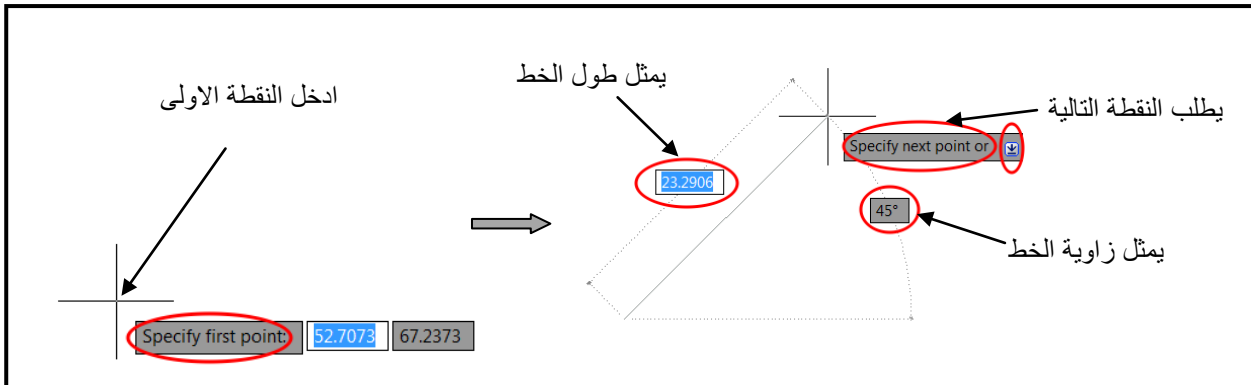 يمثل طول الخط
ادخل النقطة الاولى
يطلب النقطة التالية
Specify next point or
23.2906
45°
يمثل زاوية الخط
Specify first point: 52.7073 67.2373